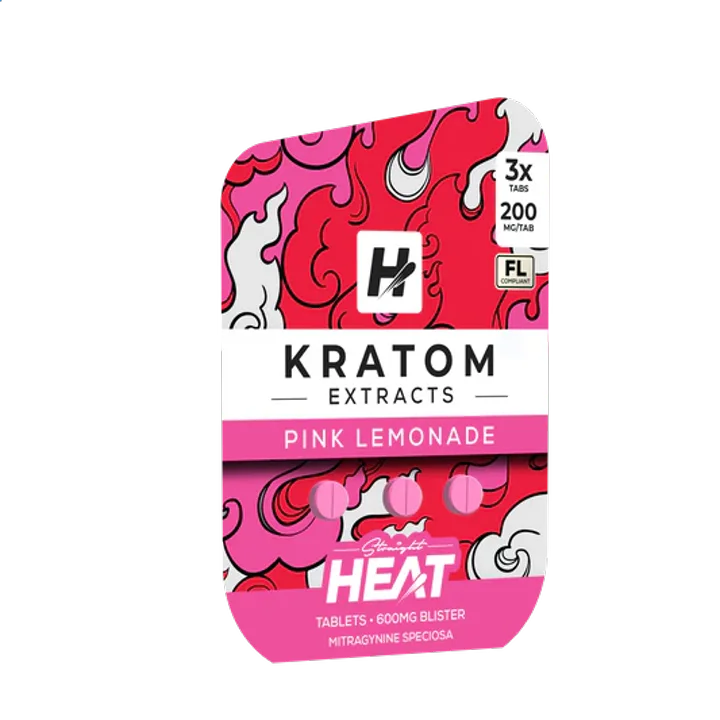 3x
TABS
200
MG/TAB
H
FL
COMPLIANT
KRATOM
EXTRACTS
PINK LEMONADE
Straight
HEAT
TABLETS • 600MG BLISTER
MITRAGYNINE SPECIOSA